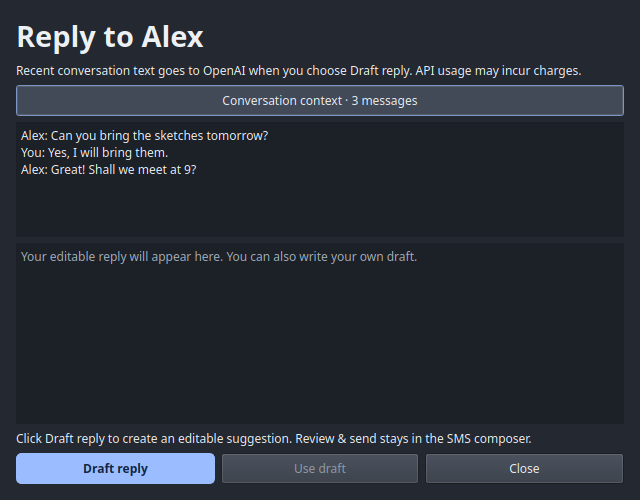 Reply to Alex
Recent conversation text goes to OpenAI when you choose Draft reply. API usage may incur charges.
Conversation context · 3 messages
Alex: Can you bring the sketches tomorrow?
You: Yes, I will bring them.
Alex: Great! Shall we meet at 9?
Your editable reply will appear here. You can also write your own draft.
Click Draft reply to create an editable suggestion. Review & send stays in the SMS composer.
Draft reply
Use draft
Close